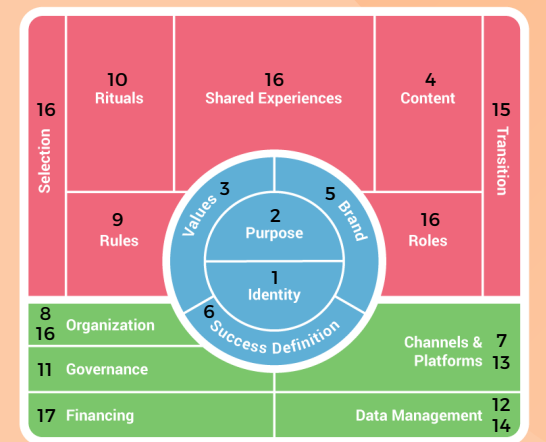 16
Selection
10
Rituals
16
Shared Experiences
4
Content
15
Transition
9
Rules
3
Values
5
Brand
2
Purpose
16
Roles
1
Identity
6
Success Definition
8
16
Organization
Channels &
Platforms
7
13
11
Governance
17
Financing
Data Management
12
14